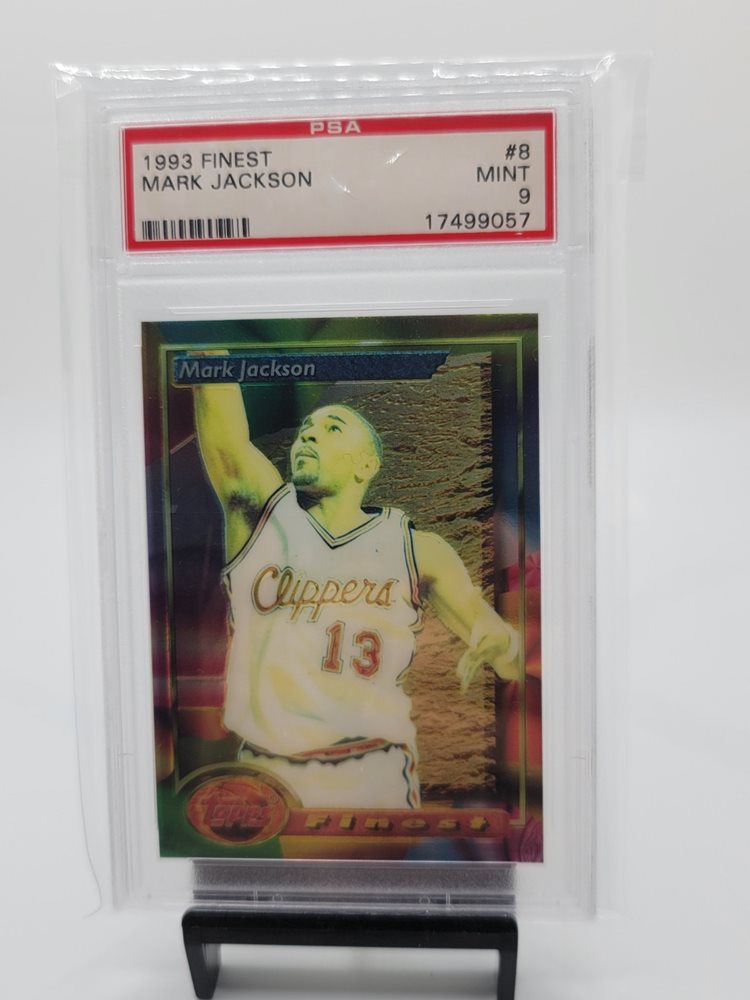 PSA
1993 FINEST #8
MARK JACKSON MINT
9
17499057
Mark Jackson
Clippers
13
Topps®
Finest